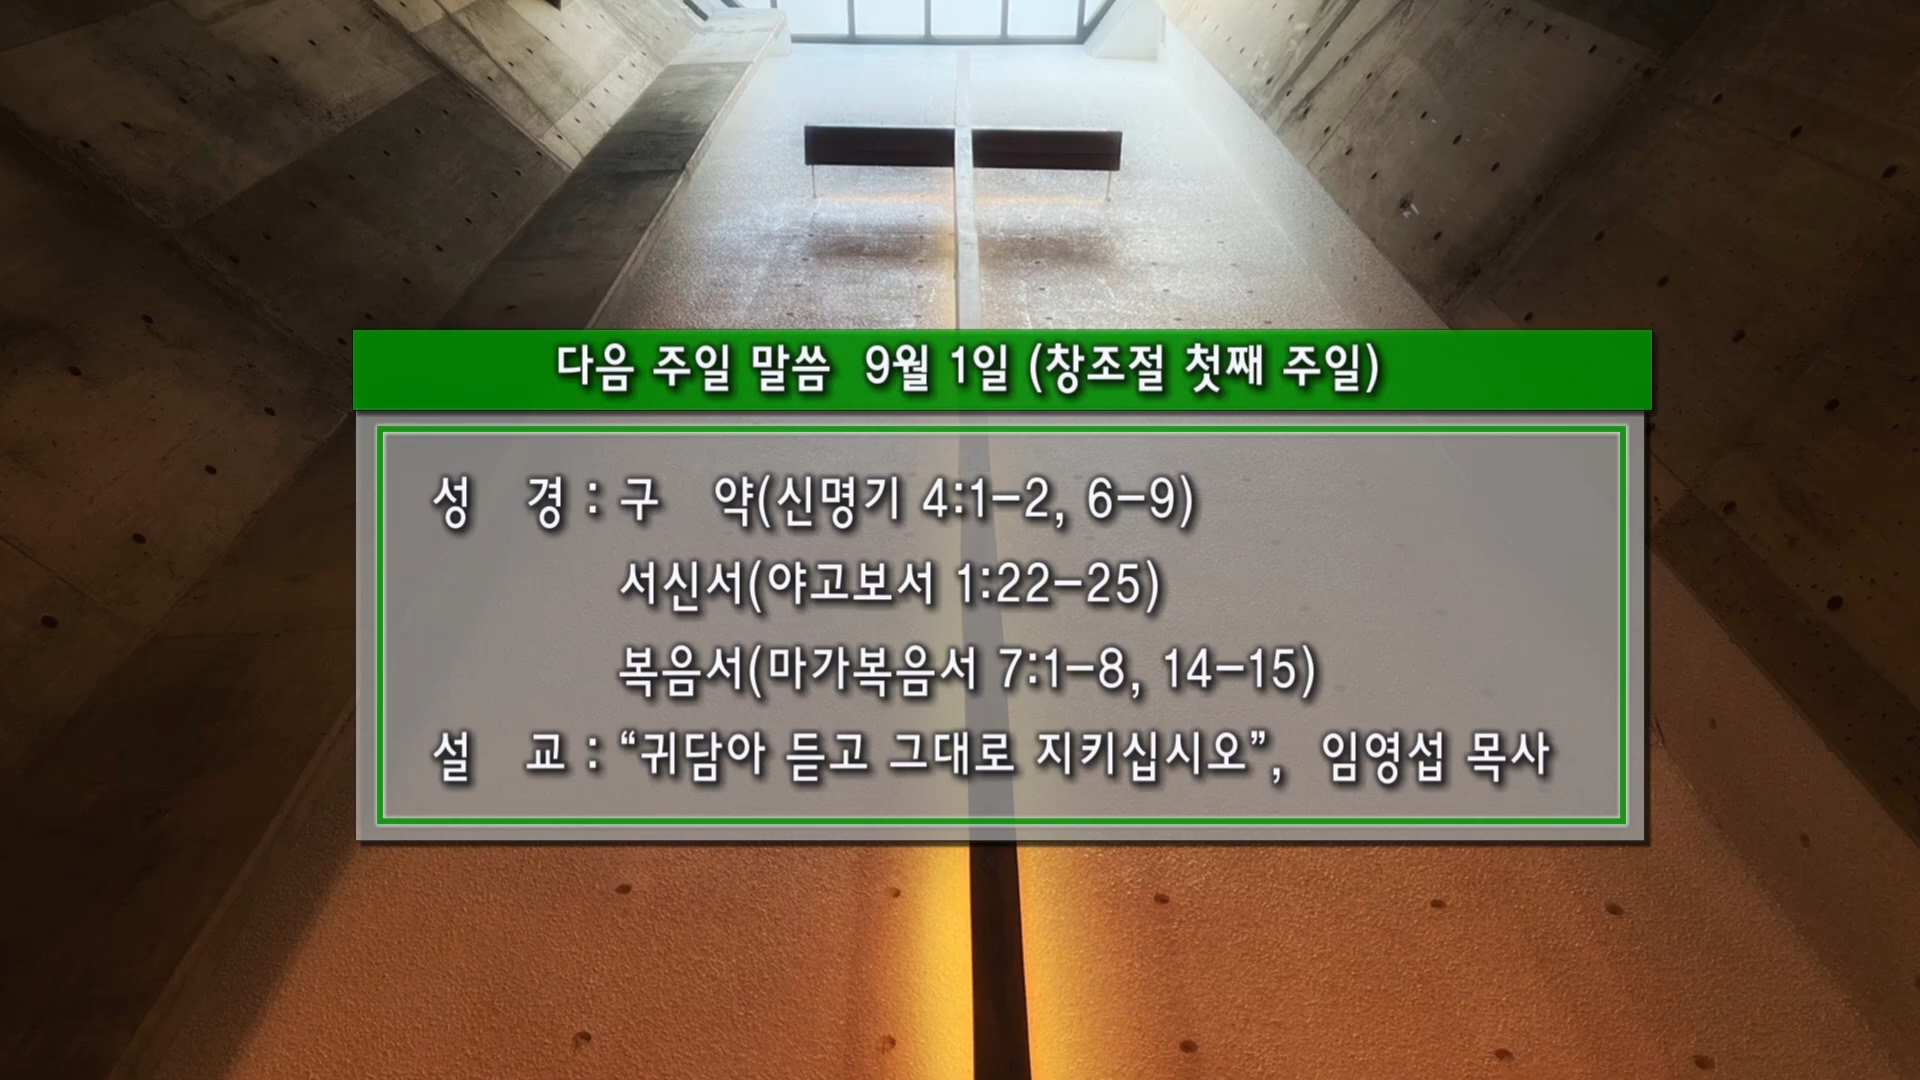 다음 주일 말씀 9월 1일 (창조절 첫째 주일)
성 경 : 구 약(신명기 4:1-2, 6-9)
서신서(야고보서 1:22-25)
복음서(마가복음서 7:1-8, 14-15)
설 교 : “귀담아 듣고 그대로 지키십시오”, 임영섭 목사